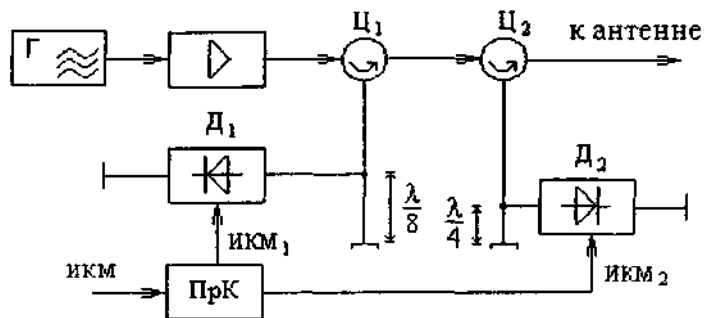 Г
Ц₁
Ц₂
к антенне
Д₁
Д₂
λ/8
λ/4
ИКМ₁
ИКМ
ПрК
ИКМ₂